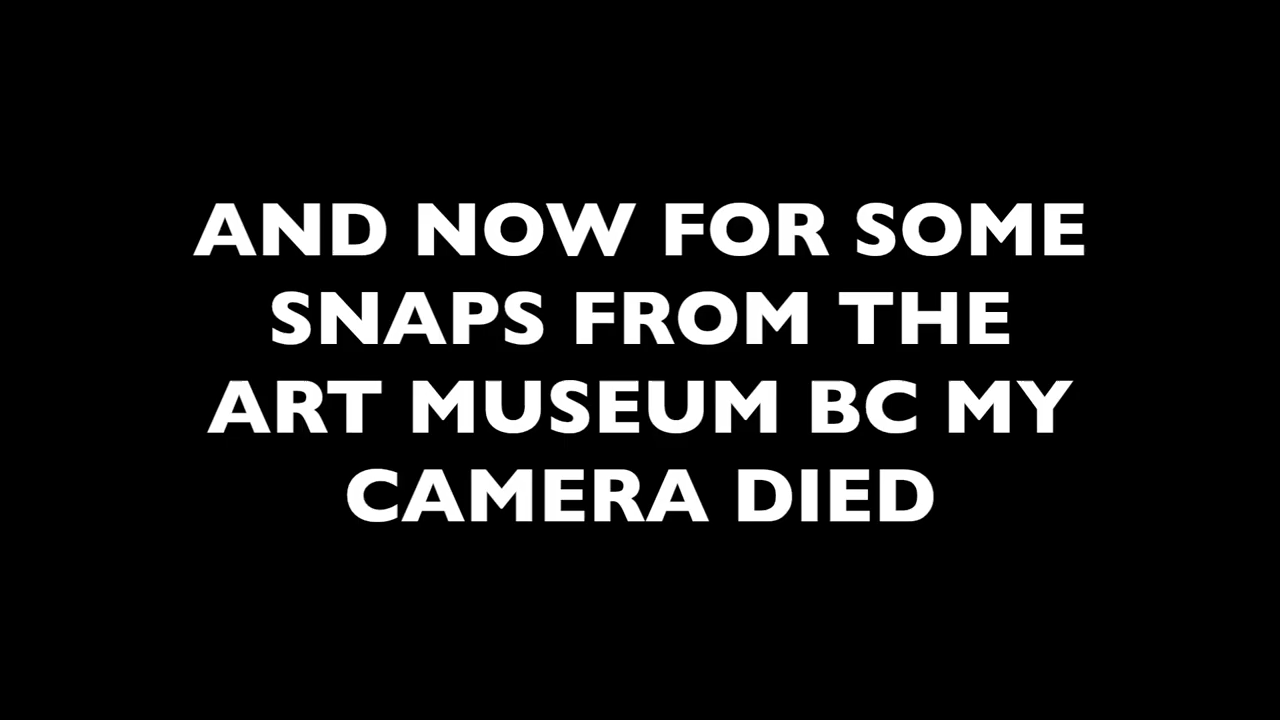 AND NOW FOR SOME
SNAPS FROM THE
ART MUSEUM BC MY
CAMERA DIED